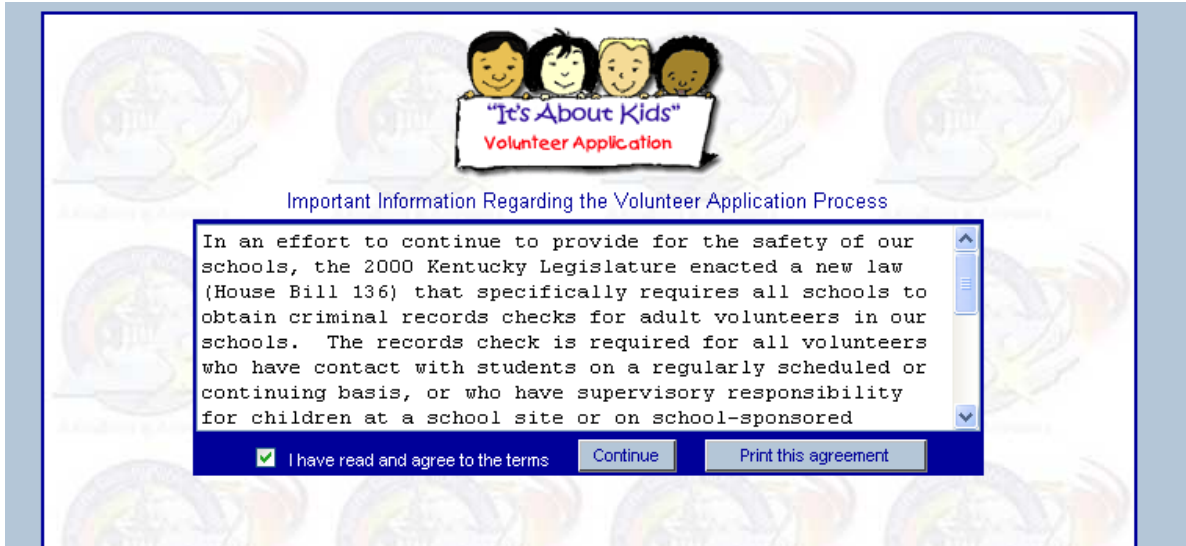 "It's About Kids"
Volunteer Application
Important Information Regarding the Volunteer Application Process
In an effort to continue to provide for the safety of our
schools, the 2000 Kentucky Legislature enacted a new law
(House Bill 136) that specifically requires all schools to
obtain criminal records checks for adult volunteers in our
schools.  The records check is required for all volunteers
who have contact with students on a regularly scheduled or
continuing basis, or who have supervisory responsibility
for children at a school site or on school-sponsored
I have read and agree to the terms Continue Print this agreement